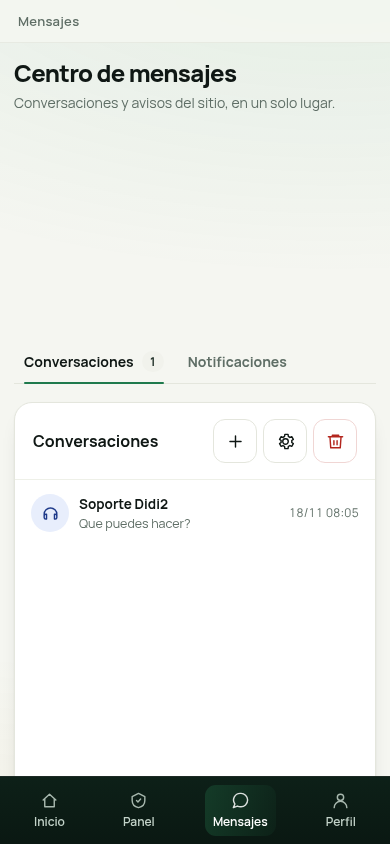 Mensajes
Centro de mensajes
Conversaciones y avisos del sitio, en un solo lugar.
Conversaciones 1 Notificaciones
Conversaciones
Soporte Didi2
Que puedes hacer?
18/11 08:05
Inicio Panel Mensajes Perfil